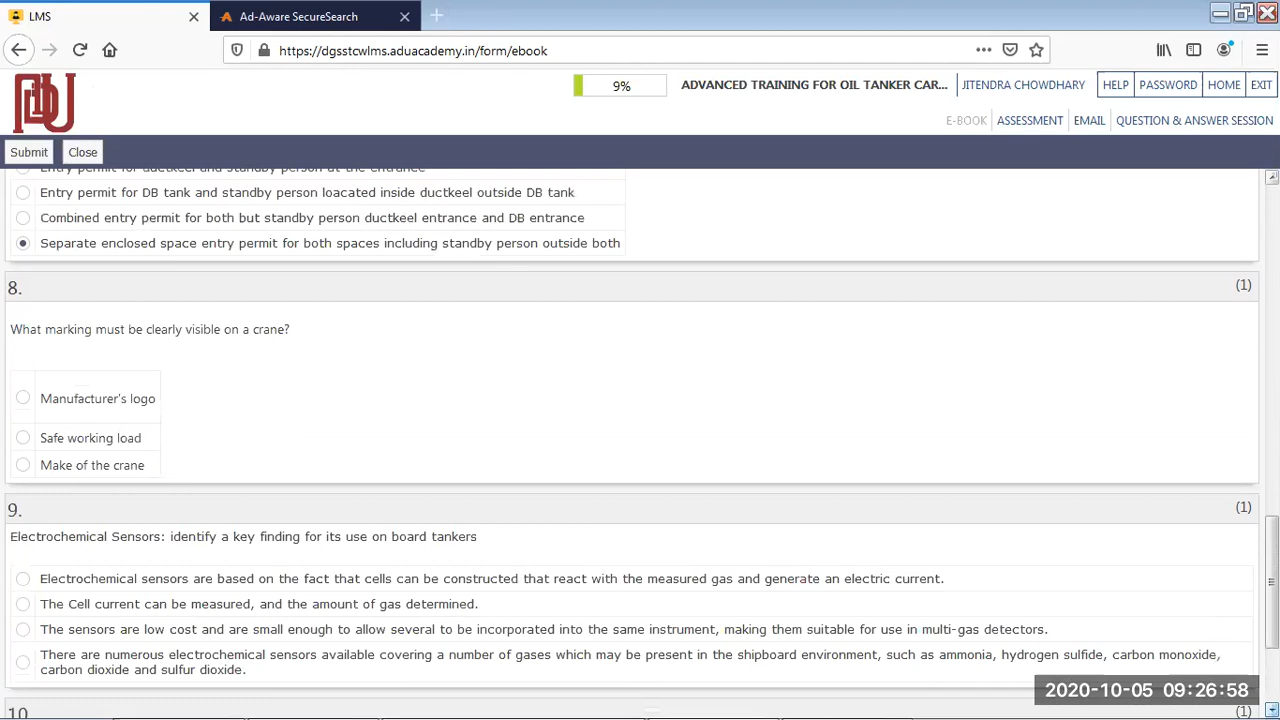 LMS
Ad-Aware SecureSearch
https://dgsstcwlms.aduacademy.in/form/ebook
9%
ADVANCED TRAINING FOR OIL TANKER CAR...
JITENDRA CHOWDHARY
HELP
PASSWORD
HOME
EXIT
E-BOOK
ASSESSMENT
EMAIL
QUESTION & ANSWER SESSION
Submit
Close
Entry permit for ductkeel and standby person at the entrance
Entry permit for DB tank and standby person loacated inside ductkeel outside DB tank
Combined entry permit for both but standby person ductkeel entrance and DB entrance
Separate enclosed space entry permit for both spaces including standby person outside both
8.
(1)
What marking must be clearly visible on a crane?
Manufacturer's logo
Safe working load
Make of the crane
9.
(1)
Electrochemical Sensors: identify a key finding for its use on board tankers
Electrochemical sensors are based on the fact that cells can be constructed that react with the measured gas and generate an electric current.
The Cell current can be measured, and the amount of gas determined.
The sensors are low cost and are small enough to allow several to be incorporated into the same instrument, making them suitable for use in multi-gas detectors.
There are numerous electrochemical sensors available covering a number of gases which may be present in the shipboard environment, such as ammonia, hydrogen sulfide, carbon monoxide,
carbon dioxide and sulfur dioxide.
2020-10-05 09:26:58
10
(1)